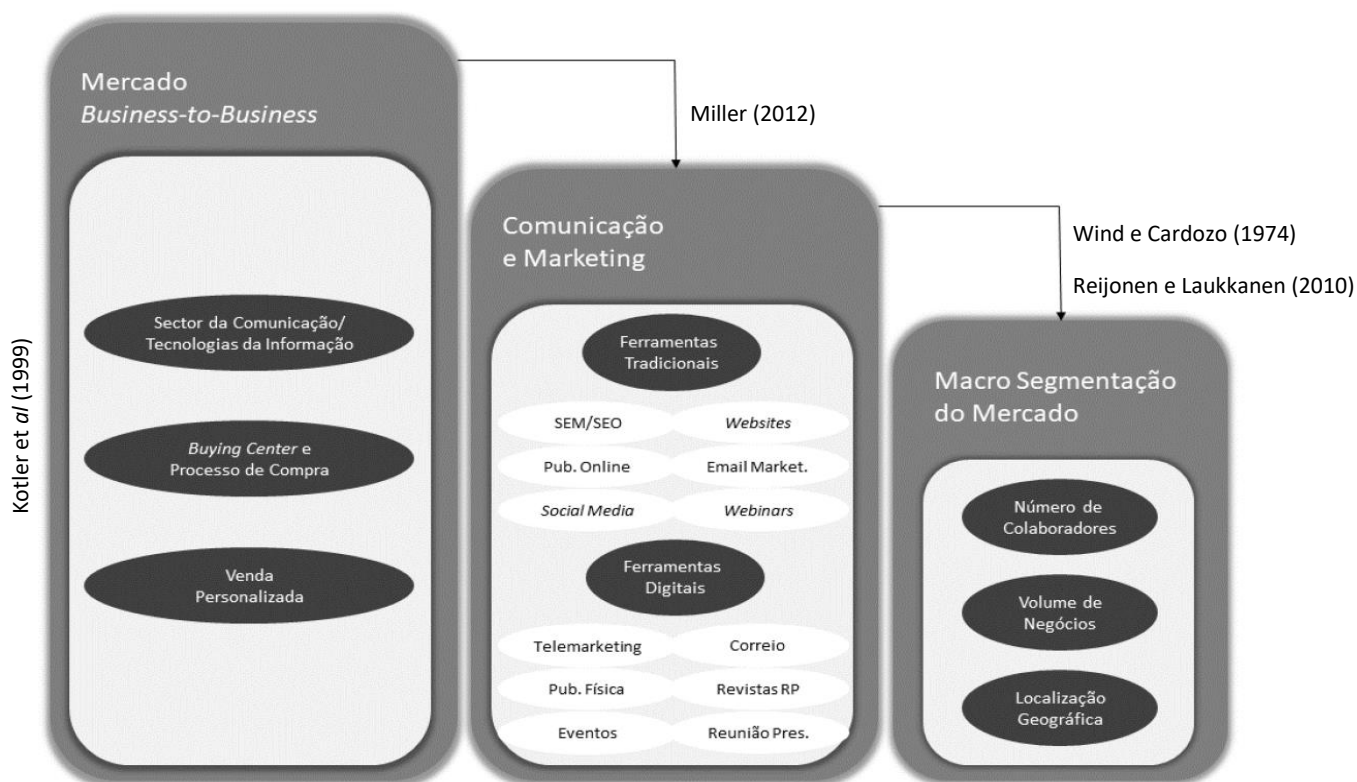 Kotler et al (1999)
Mercado
Business-to-Business
Sector da Comunicação/
Tecnologias da Informação
Buying Center e
Processo de Compra
Venda
Personalizada
Miller (2012)
Comunicação
e Marketing
Ferramentas
Tradicionais
SEM/SEO
Websites
Pub. Online
Email Market.
Social Media
Webinars
Ferramentas
Digitais
Telemarketing
Correio
Pub. Física
Revistas RP
Eventos
Reunião Pres.
Wind e Cardozo (1974)
Reijonen e Laukkanen (2010)
Macro Segmentação
do Mercado
Número de
Colaboradores
Volume de
Negócios
Localização
Geográfica